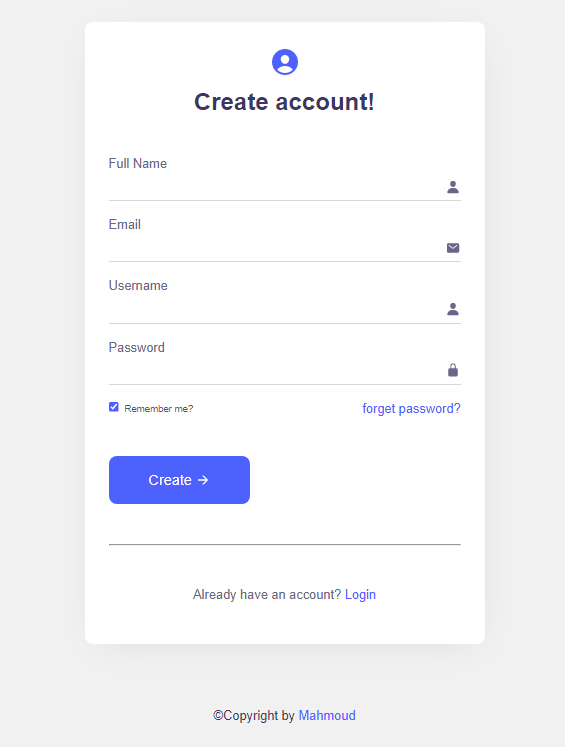 Create account!
Full Name
Email
Username
Password
Remember me? forget password?
Create →
Already have an account? Login
©Copyright by Mahmoud